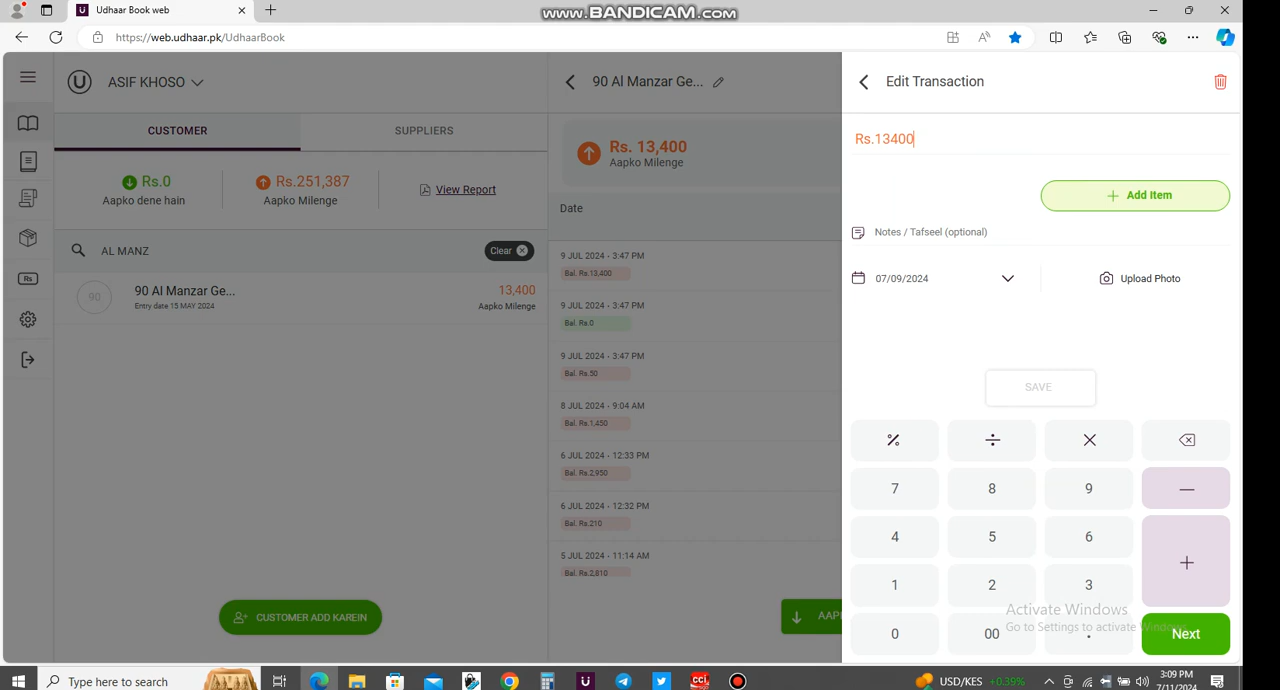 www.BANDICAM.com
Udhaar Book web
https://web.udhaar.pk/UdhaarBook
ASIF KHOSO
90 Al Manzar Ge...
Edit Transaction
CUSTOMER
SUPPLIERS
Rs. 13,400
Aapko Milenge
Rs.13400
Rs.0
Aapko dene hain
Rs.251,387
Aapko Milenge
View Report
Add Item
Date
Notes / Tafseel (optional)
AL MANZ
Clear
9 JUL 2024 - 3:47 PM
Bal. Rs.13,400
07/09/2024
Upload Photo
90
90 Al Manzar Ge...
Entry date 15 MAY 2024
13,400
Aapko Milenge
9 JUL 2024 - 3:47 PM
Bal. Rs.0
9 JUL 2024 - 3:47 PM
Bal. Rs.50
SAVE
8 JUL 2024 - 9:04 AM
Bal. Rs.1,450
6 JUL 2024 - 12:33 PM
Bal. Rs.2,950
6 JUL 2024 - 12:32 PM
Bal. Rs.210
5 JUL 2024 - 11:14 AM
Bal. Rs.2,810
% ÷ ×
7 8 9 —
4 5 6 +
1 2 3
0 00 . Next
Activate Windows
Go to Settings to activate Windows.
CUSTOMER ADD KAREIN
AAP
Rs
Type here to search
USD/KES +0.39%
3:09 PM
7/11/2024